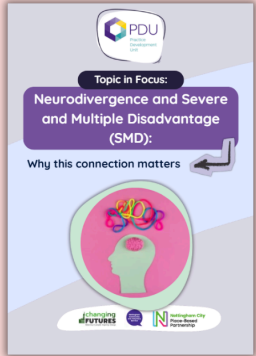 PDU
Practice
Development
Unit
Topic in Focus:
Neurodivergence and Severe
and Multiple Disadvantage
(SMD):
Why this connection matters
changing
FUTURES
Nottingham City
Place-Based
Partnership